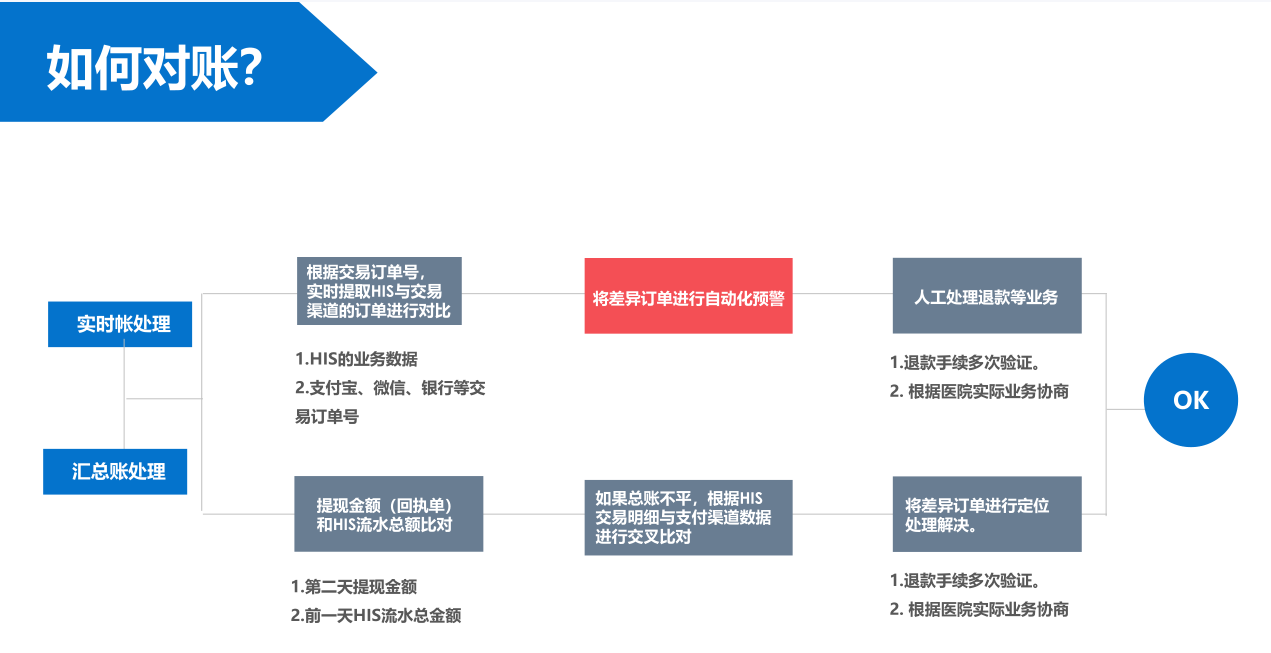 如何对账?
实时帐处理
汇总账处理
根据交易订单号，
实时提取HIS与交易
渠道的订单进行对比
1.HIS的业务数据
2.支付宝、微信、银行等交
易订单号
将差异订单进行自动化预警
人工处理退款等业务
1.退款手续多次验证。
2. 根据医院实际业务协商
提现金额（回执单）
和HIS流水总额比对
1.第二天提现金额
2.前一天HIS流水总金额
如果总账不平，根据HIS
交易明细与支付渠道数据
进行交叉比对
将差异订单进行定位
处理解决。
1.退款手续多次验证。
2. 根据医院实际业务协商
OK